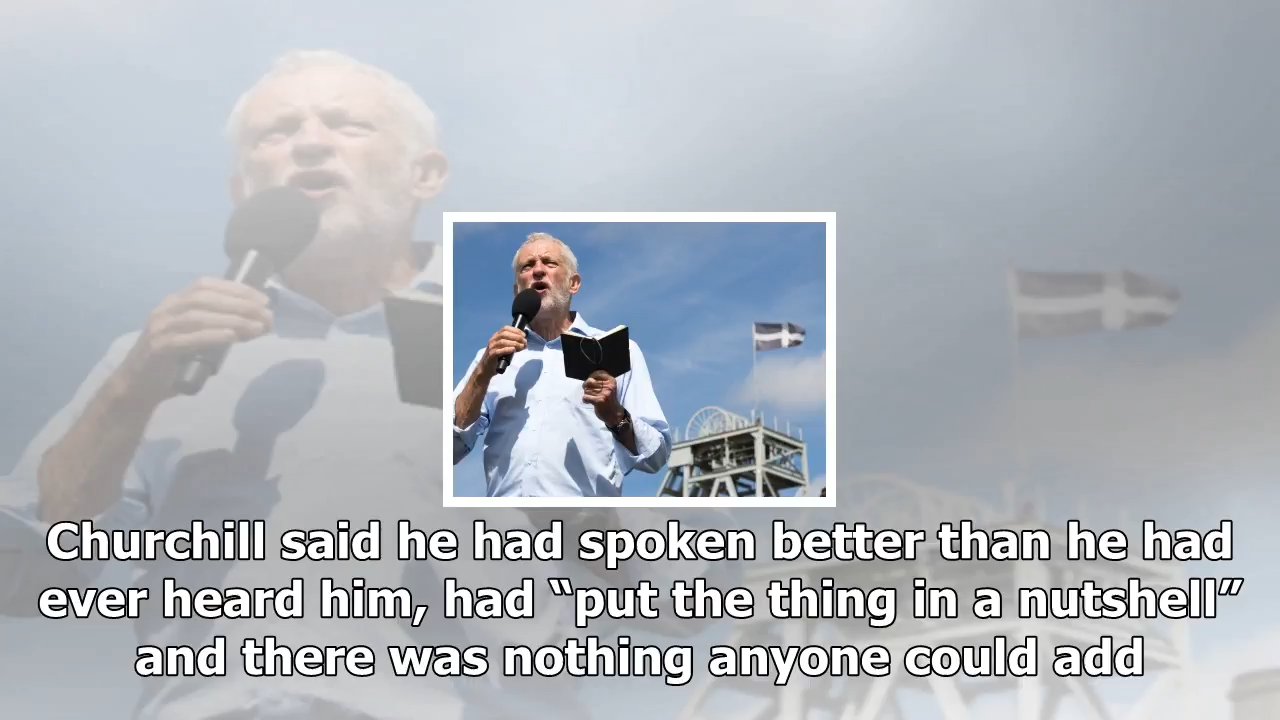 Churchill said he had spoken better than he had
ever heard him, had “put the thing in a nutshell”
and there was nothing anyone could add